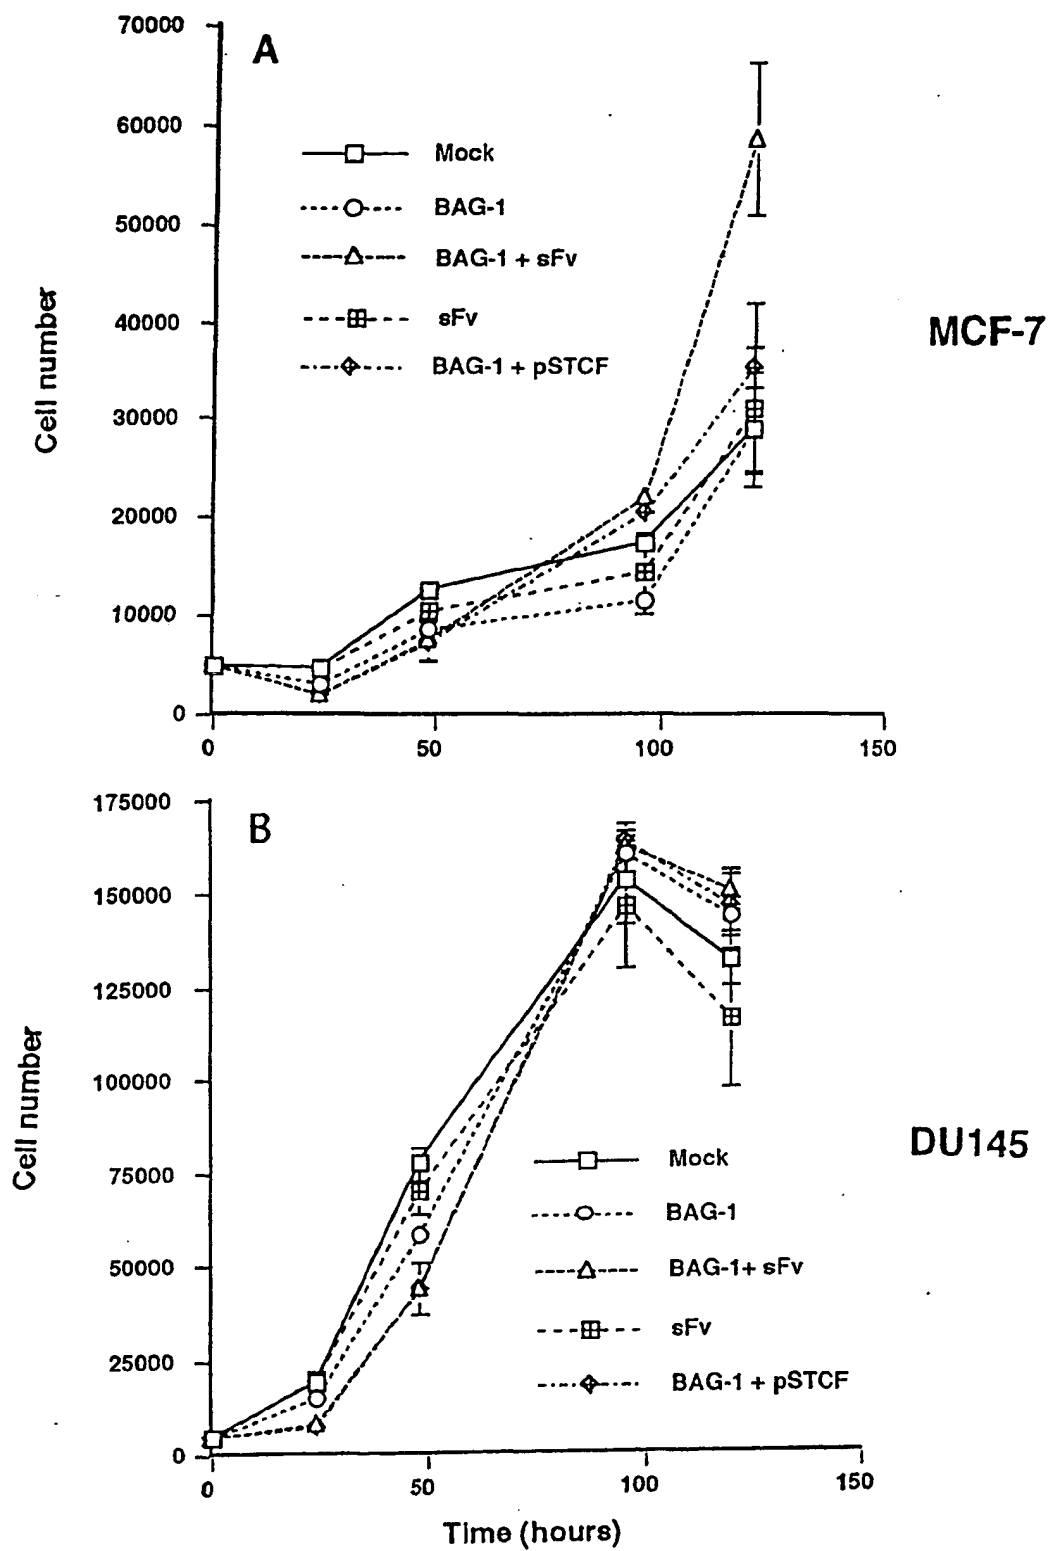 70000
A
60000
Mock
BAG-1
50000
BAG-1 + sFv
sFv
40000
MCF-7
BAG-1 + pSTCF
Cell number
30000
20000
10000
0
0 50 100 150
175000
B
150000
125000
100000
Cell number
DU145
Mock
75000
BAG-1
50000
BAG-1+ sFv
sFv
25000
BAG-1 + pSTCF
0
0 50 100 150
Time (hours)